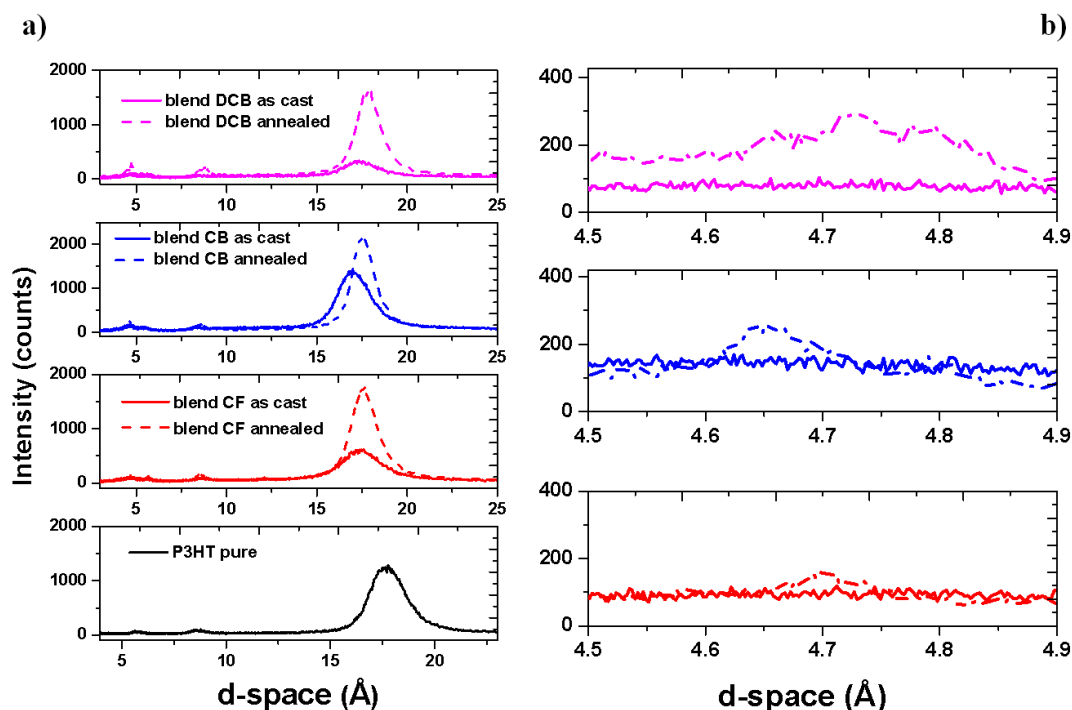 a)
b)
Intensity (counts)
2000
1000
0
blend DCB as cast
blend DCB annealed
5 10 15 20 25
2000
1000
0
blend CB as cast
blend CB annealed
5 10 15 20 25
2000
1000
0
blend CF as cast
blend CF annealed
5 10 15 20 25
2000
1000
0
P3HT pure
5 10 15 20
d-space (Å)
400
200
0
4.5 4.6 4.7 4.8 4.9
400
200
0
4.5 4.6 4.7 4.8 4.9
400
200
0
4.5 4.6 4.7 4.8 4.9
d-space (Å)